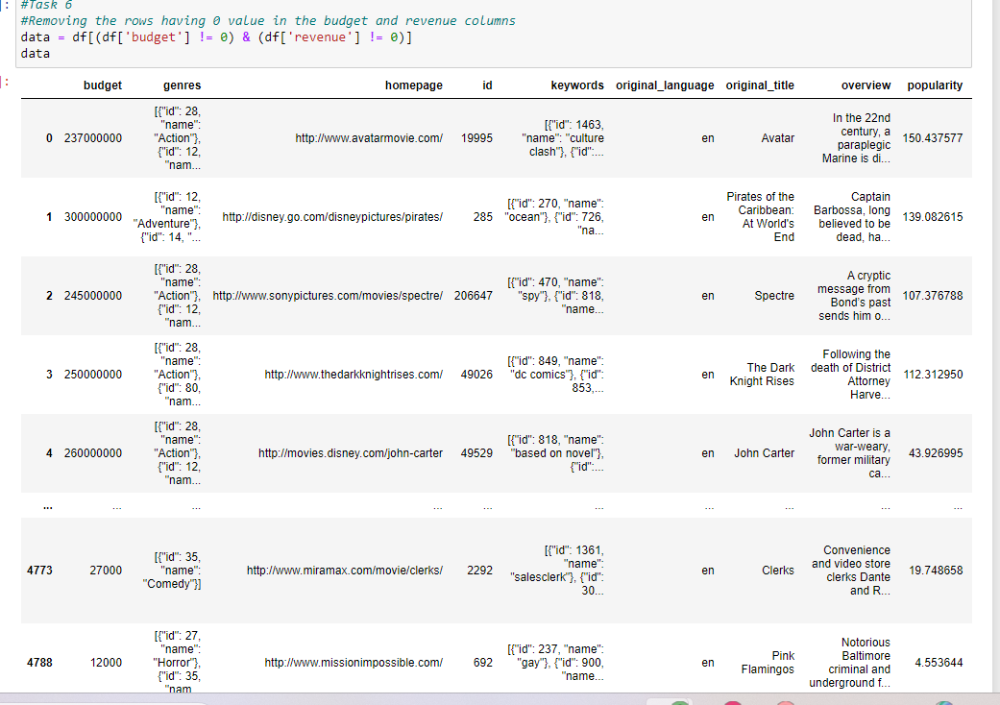 #Task 6
#Removing the rows having 0 value in the budget and revenue columns
data = df[(df['budget'] != 0) & (df['revenue'] != 0)]
data
budget genres homepage id keywords original_language original_title overview popularity
0 237000000 [{"id": 28, "name": "Action"}, {"id": 12, "nam... http://www.avatarmovie.com/ 19995 [{"id": 1463, "name": "culture clash"}, {"id":... en Avatar In the 22nd century, a paraplegic Marine is di... 150.437577
1 300000000 [{"id": 12, "name": "Adventure"}, {"id": 14, "... http://disney.go.com/disneypictures/pirates/ 285 [{"id": 270, "name": "ocean"}, {"id": 726, "na... en Pirates of the Caribbean: At World's End Captain Barbossa, long believed to be dead, ha... 139.082615
2 245000000 [{"id": 28, "name": "Action"}, {"id": 12, "nam... http://www.sonypictures.com/movies/spectre/ 206647 [{"id": 470, "name": "spy"}, {"id": 818, "name... en Spectre A cryptic message from Bond's past sends him o... 107.376788
3 250000000 [{"id": 28, "name": "Action"}, {"id": 80, "nam... http://www.thedarkknightrises.com/ 49026 [{"id": 849, "name": "dc comics"}, {"id": 853,... en The Dark Knight Rises Following the death of District Attorney Harve... 112.312950
4 260000000 [{"id": 28, "name": "Action"}, {"id": 12, "nam... http://movies.disney.com/john-carter 49529 [{"id": 818, "name": "based on novel"}, {"id":... en John Carter John Carter is a war-weary, former military ca... 43.926995
... ... ... ... ... ... ... ... ... ...
4773 27000 [{"id": 35, "name": "Comedy"}] http://www.miramax.com/movie/clerks/ 2292 [{"id": 1361, "name": "salesclerk"}, {"id": 30... en Clerks Convenience and video store clerks Dante and R... 19.748658
4788 12000 [{"id": 27, "name": "Horror"}, {"id": 35, "nam http://www.missionimpossible.com/ 692 [{"id": 237, "name": "gay"}, {"id": 900, "name... en Pink Flamingos Notorious Baltimore criminal and underground f... 4.553644